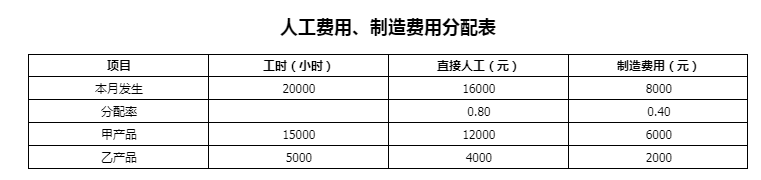 人工费用、制造费用分配表
项目 工时（小时） 直接人工（元） 制造费用（元）
本月发生 20000 16000 8000
分配率 0.80 0.40
甲产品 15000 12000 6000
乙产品 5000 4000 2000